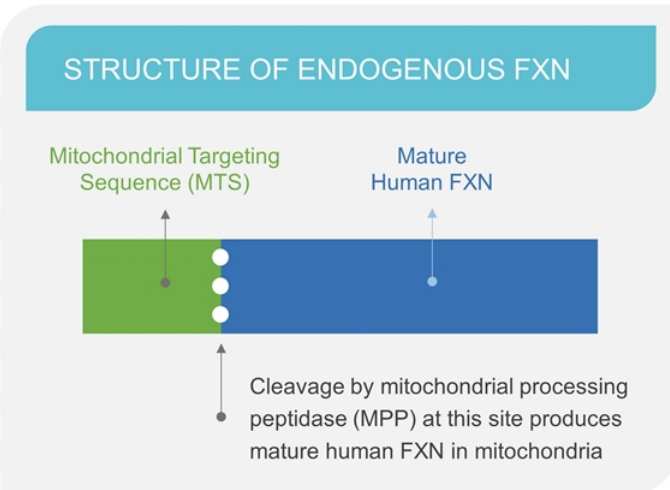 STRUCTURE OF ENDOGENOUS FXN
Mitochondrial Targeting
Sequence (MTS)
Mature
Human FXN
Cleavage by mitochondrial processing
peptidase (MPP) at this site produces
mature human FXN in mitochondria